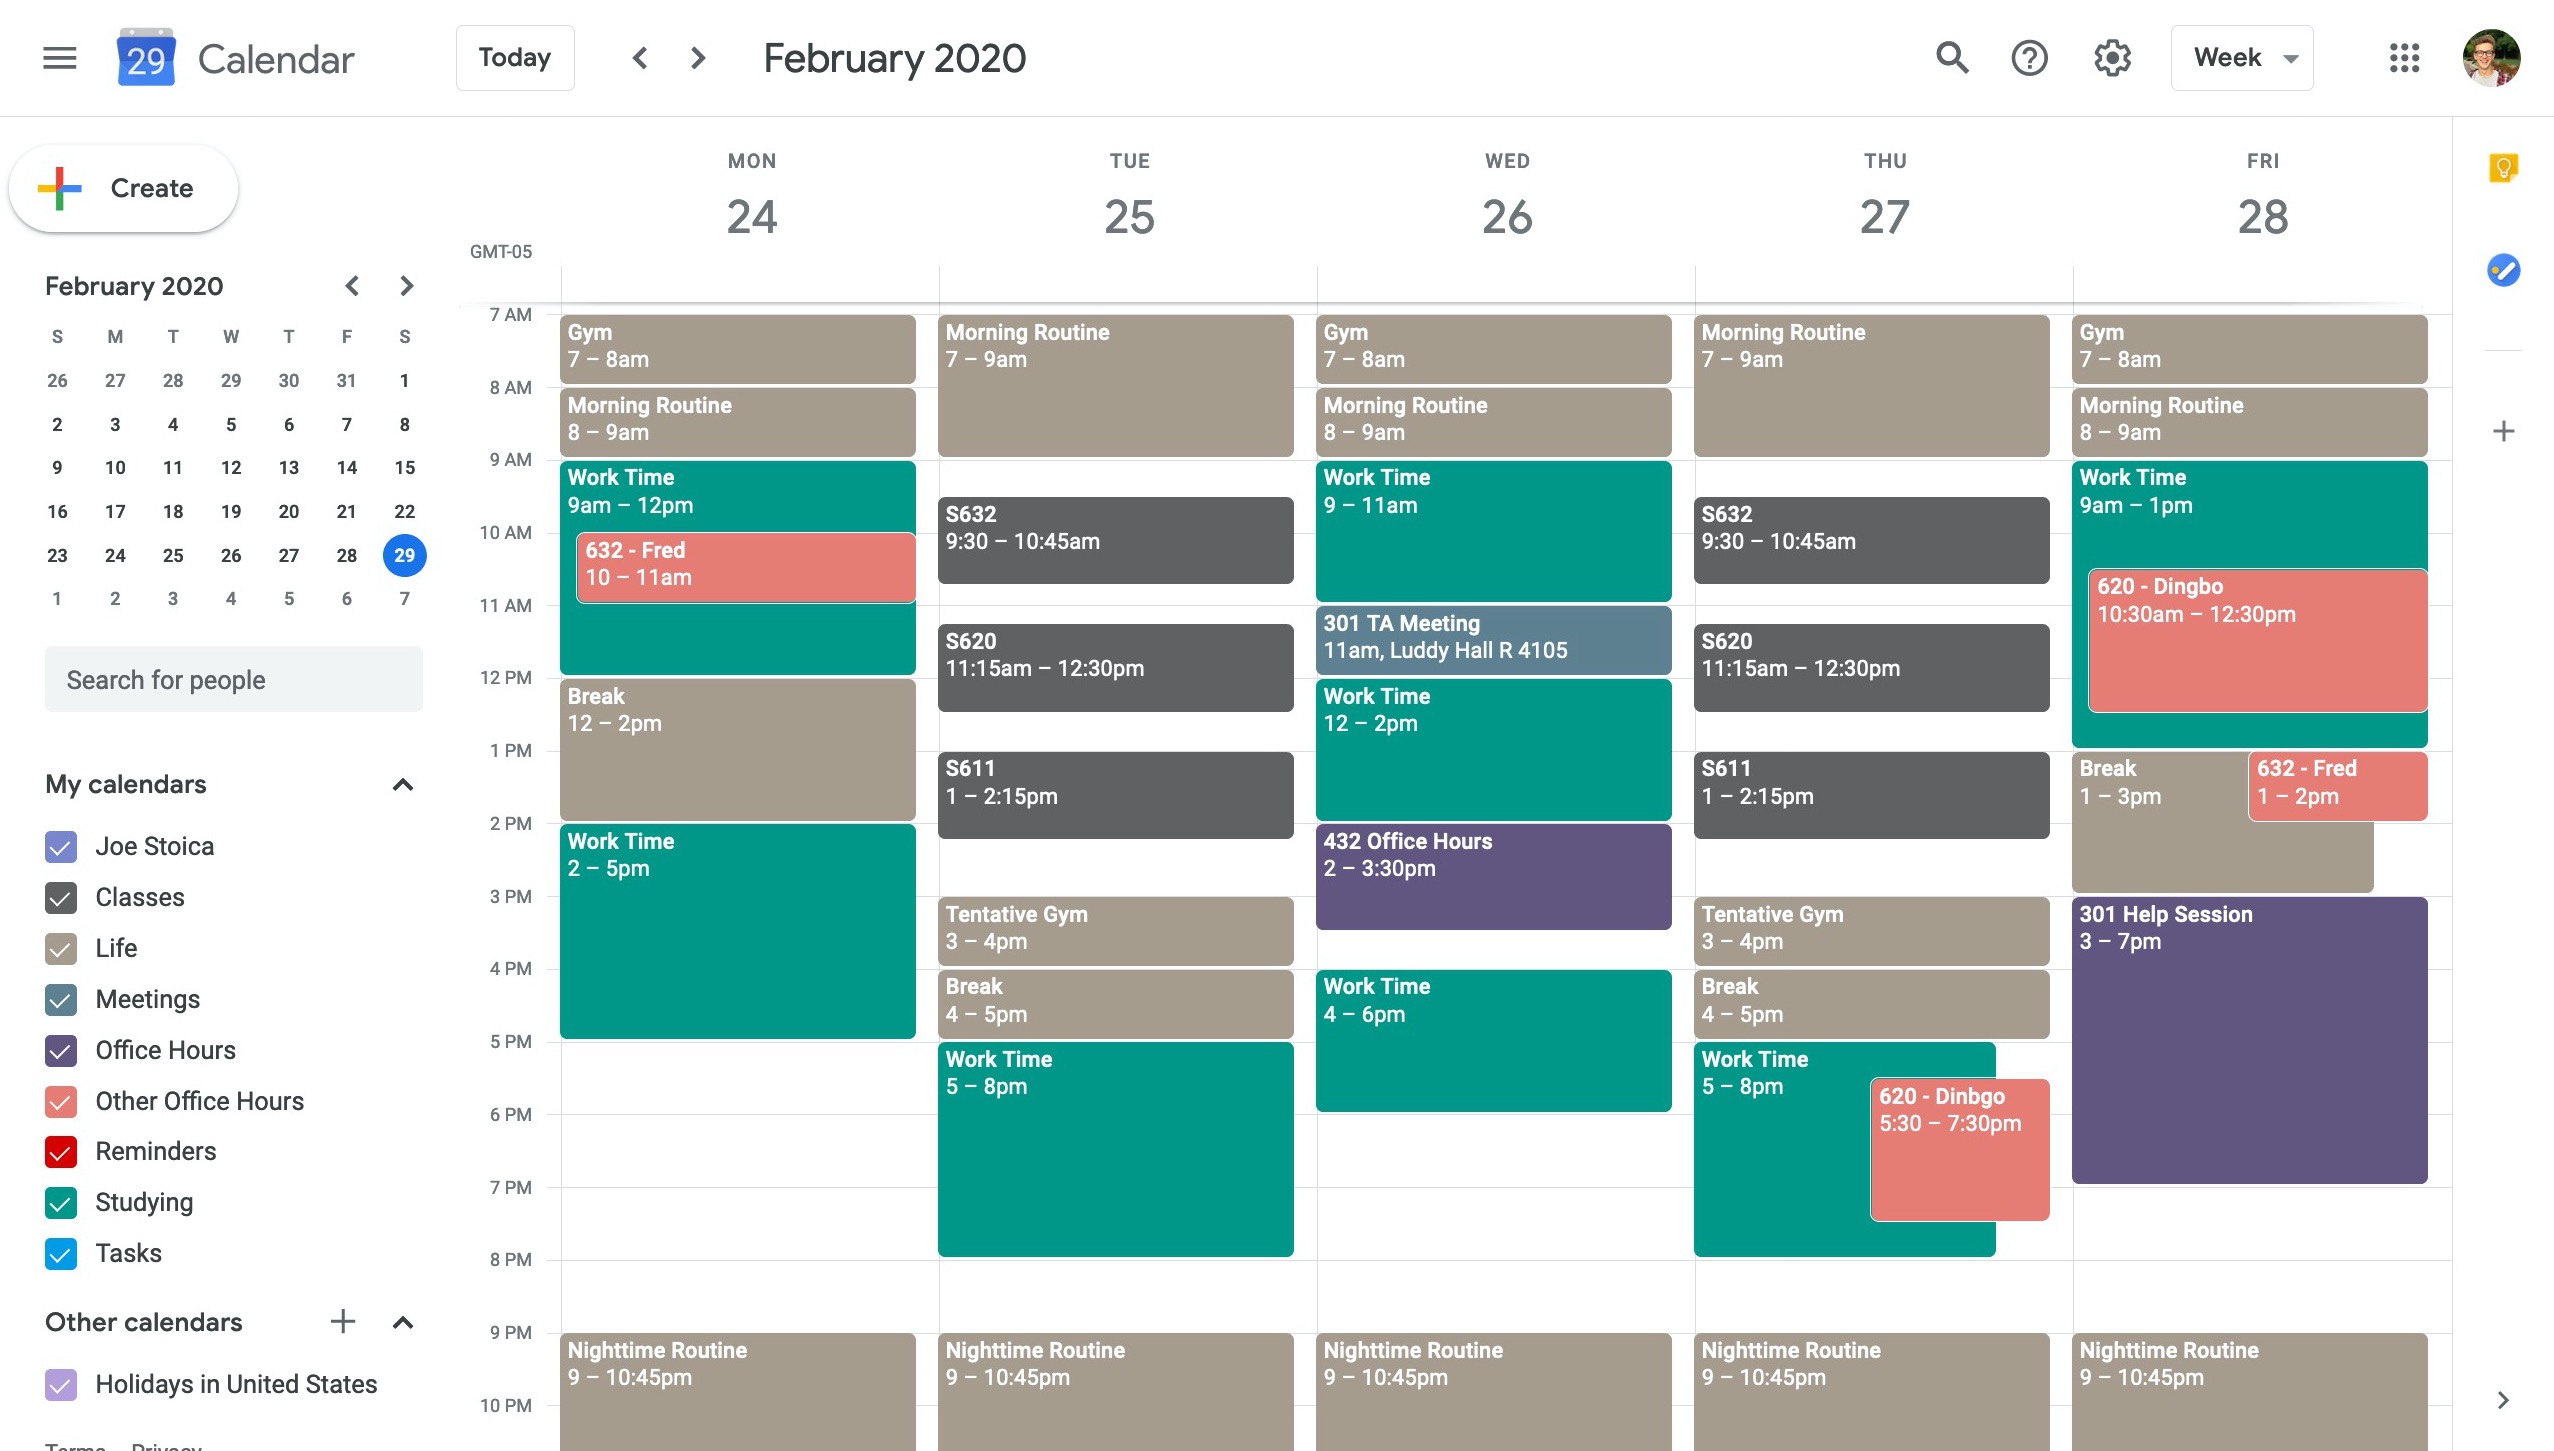 29 Calendar Today February 2020 Week
Create
February 2020
S M T W T F S
26 27 28 29 30 31 1
2 3 4 5 6 7 8
9 10 11 12 13 14 15
16 17 18 19 20 21 22
23 24 25 26 27 28 29
1 2 3 4 5 6 7
Search for people
My calendars
Joe Stoica
Classes
Life
Meetings
Office Hours
Other Office Hours
Reminders
Studying
Tasks
Other calendars
Holidays in United States
Terms – Privacy
GMT-05
7 AM
8 AM
9 AM
10 AM
11 AM
12 PM
1 PM
2 PM
3 PM
4 PM
5 PM
6 PM
7 PM
8 PM
9 PM
10 PM
MON
24
Gym
7 – 8am
Morning Routine
8 – 9am
Work Time
9am – 12pm
632 - Fred
10 – 11am
Break
12 – 2pm
Work Time
2 – 5pm
Nighttime Routine
9 – 10:45pm
TUE
25
Morning Routine
7 – 9am
S632
9:30 – 10:45am
S620
11:15am – 12:30pm
S611
1 – 2:15pm
Tentative Gym
3 – 4pm
Break
4 – 5pm
Work Time
5 – 8pm
Nighttime Routine
9 – 10:45pm
WED
26
Gym
7 – 8am
Morning Routine
8 – 9am
Work Time
9 – 11am
301 TA Meeting
11am, Luddy Hall R 4105
Work Time
12 – 2pm
432 Office Hours
2 – 3:30pm
Work Time
4 – 6pm
Nighttime Routine
9 – 10:45pm
THU
27
Morning Routine
7 – 9am
S632
9:30 – 10:45am
S620
11:15am – 12:30pm
S611
1 – 2:15pm
Tentative Gym
3 – 4pm
Break
4 – 5pm
Work Time
5 – 8pm
620 - Dinbgo
5:30 – 7:30pm
Nighttime Routine
9 – 10:45pm
FRI
28
Gym
7 – 8am
Morning Routine
8 – 9am
Work Time
9am – 1pm
620 - Dingbo
10:30am – 12:30pm
Break
1 – 3pm
632 - Fred
1 – 2pm
301 Help Session
3 – 7pm
Nighttime Routine
9 – 10:45pm